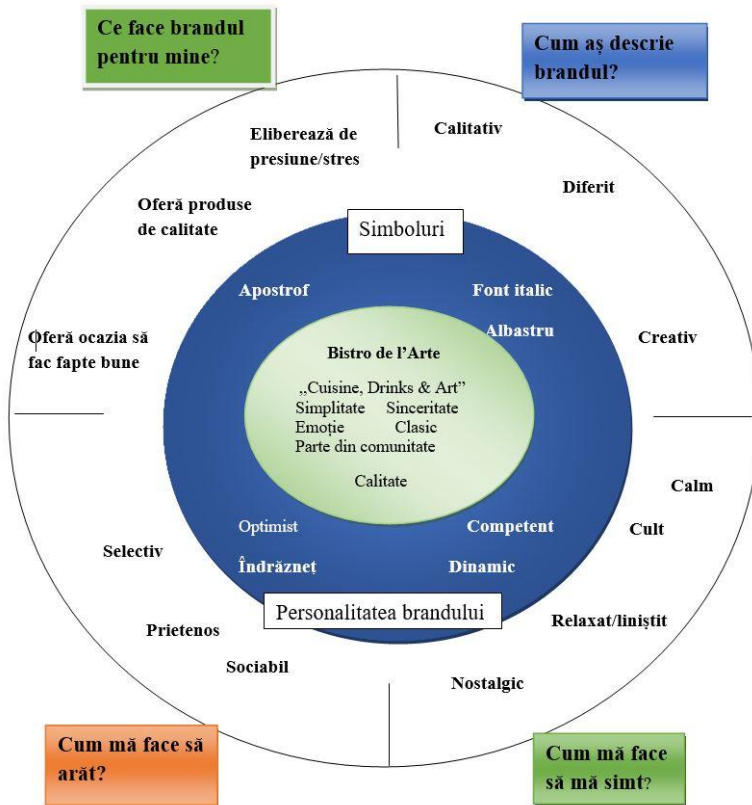 Ce face brandul
pentru mine?
Cum aș descrie
brandul?
Eliberează de
presiune/stres
Calitativ
Diferit
Oferă produse
de calitate
Simboluri
Apostrof
Font italic
Albastru
Oferă ocazia să
fac fapte bune
Creativ
Bistro de l’Arte
„Cuisine, Drinks & Art”
Simplitate Sinceritate
Emoție Clasic
Parte din comunitate
Calitate
Calm
Optimist
Competent
Cult
Selectiv
Îndrăzneț
Dinamic
Personalitatea brandului
Relaxat/liniștit
Prietenos
Sociabil
Nostalgic
Cum mă face să
arăt?
Cum mă face
să mă simt?